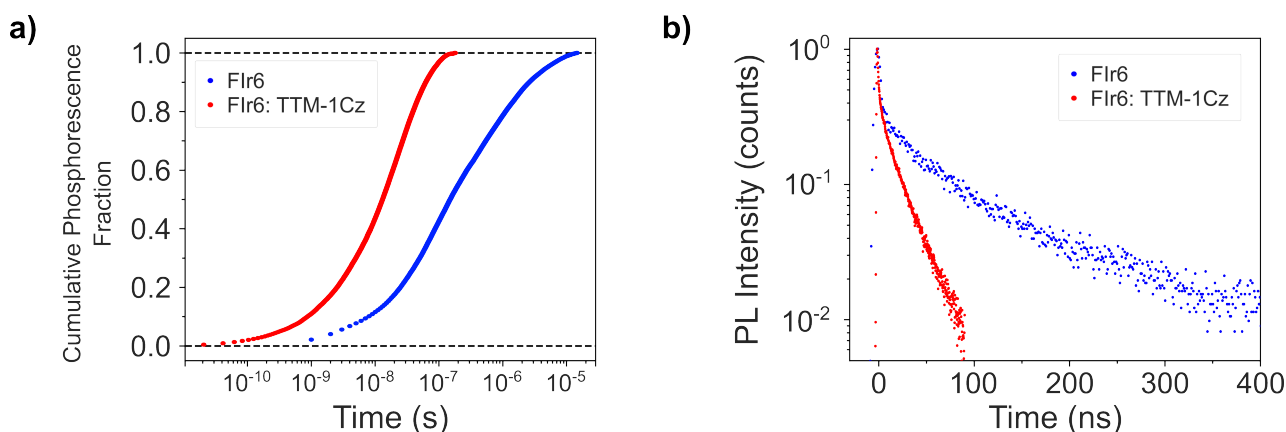 a)
Cumulative Phosphorescence
Fraction
1.0
0.8
0.6
0.4
0.2
0.0
FIr6
FIr6: TTM-1Cz
10⁻¹⁰
10⁻⁹
10⁻⁸
10⁻⁷
10⁻⁶
10⁻⁵
Time (s)
b)
PL Intensity (counts)
10⁰
10⁻¹
10⁻²
FIr6
FIr6: TTM-1Cz
0
100
200
300
400
Time (ns)